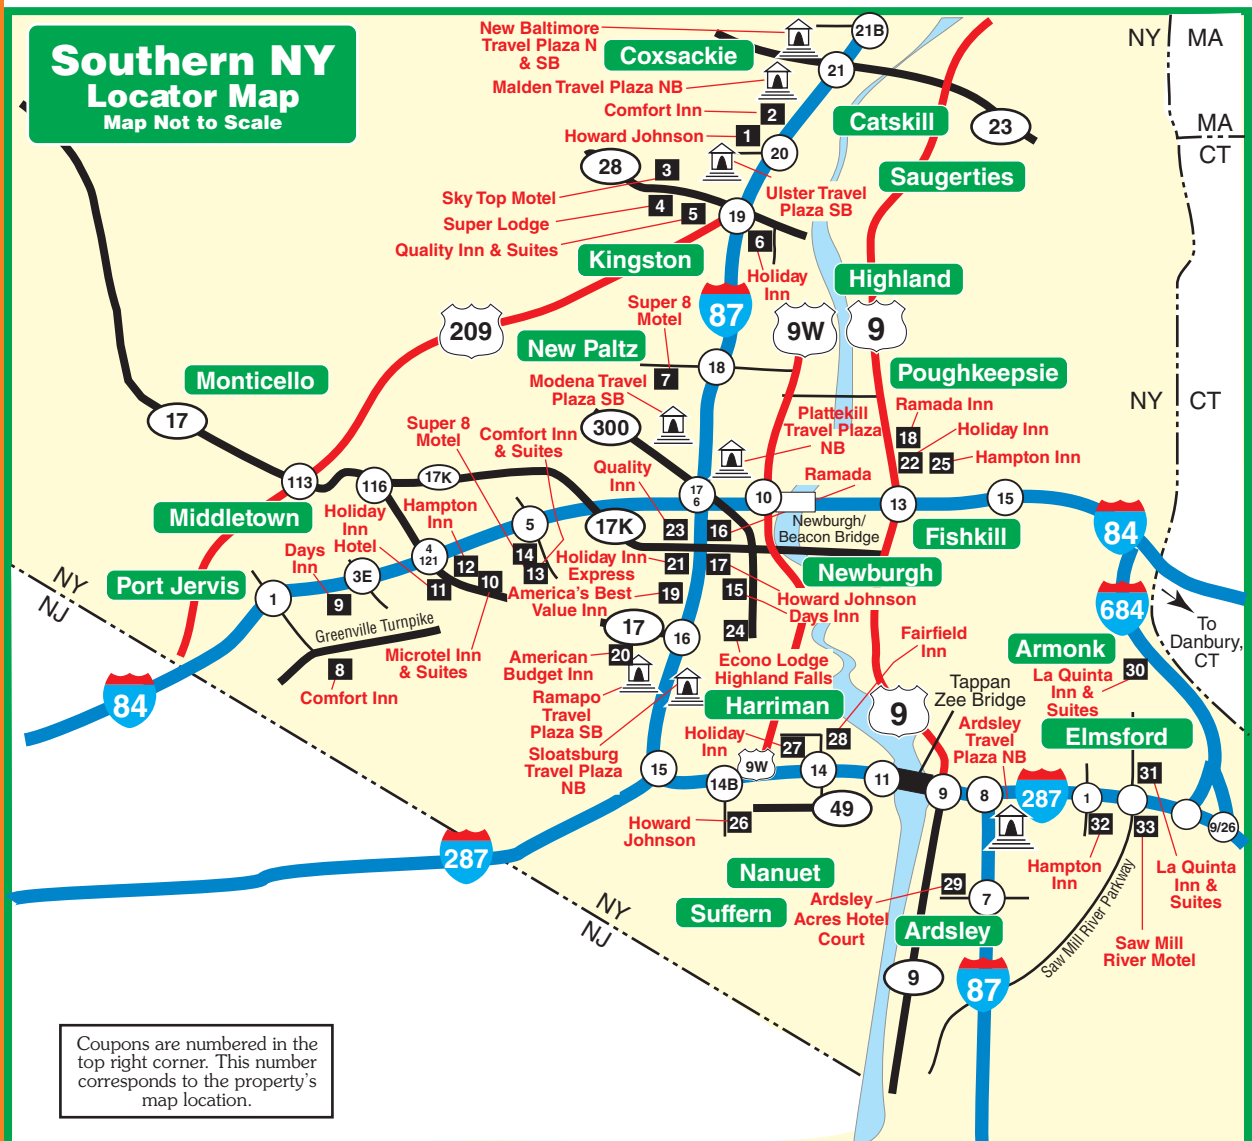 Southern NY
Locator Map
Map Not to Scale
New Baltimore
Travel Plaza N
& SB
21B
NY
MA
Coxsackie
21
Malden Travel Plaza NB
Comfort Inn
2
Catskill
23
MA
CT
Howard Johnson
1
20
28
3
Saugerties
Sky Top Motel
Ulster Travel
Plaza SB
4
5
19
Super Lodge
Quality Inn & Suites
6
Kingston
Holiday
Inn
Highland
87
Super 8
Motel
209
9W
9
New Paltz
18
7
Poughkeepsie
Monticello
Modena Travel
Plaza SB
NY
CT
17
300
Plattekill
Travel Plaza
NB
Ramada Inn
18
Holiday Inn
22
25
Hampton Inn
Super 8
Motel
Comfort Inn
& Suites
Quality
Inn
Ramada
113
116
17K
17
6
10
13
15
Middletown
Holiday
Inn
Hotel
Hampton
Inn
5
17K
23
16
Newburgh/
Beacon Bridge
Fishkill
84
Days
Inn
4
121
12
14
13
Holiday Inn
Express
21
17
Newburgh
NY
NJ
Port Jervis
1
3E
11
10
America's Best
Value Inn
19
15
Howard Johnson
Days Inn
684
To
Danbury,
CT
9
Greenville Turnpike
17
16
24
Fairfield
Inn
8
Microtel Inn
& Suites
American
Budget Inn
20
Econo Lodge
Highland Falls
Armonk
30
La Quinta
Inn &
Suites
Comfort Inn
84
Ramapo
Travel
Plaza SB
Harriman
9
Tappan
Zee Bridge
Sloatsburg
Travel Plaza
NB
Holiday
Inn
27
28
Ardsley
Travel
Plaza NB
Elmsford
15
14B
9W
14
11
9
8
287
1
31
9/26
49
26
Howard
Johnson
32
33
287
Hampton
Inn
La Quinta
Inn &
Suites
Nanuet
29
7
Ardsley
Acres Hotel
Court
Suffern
Ardsley
Saw Mill River Parkway
Saw Mill
River Motel
NY
NJ
9
87
Coupons are numbered in the
top right corner. This number
corresponds to the property's
map location.